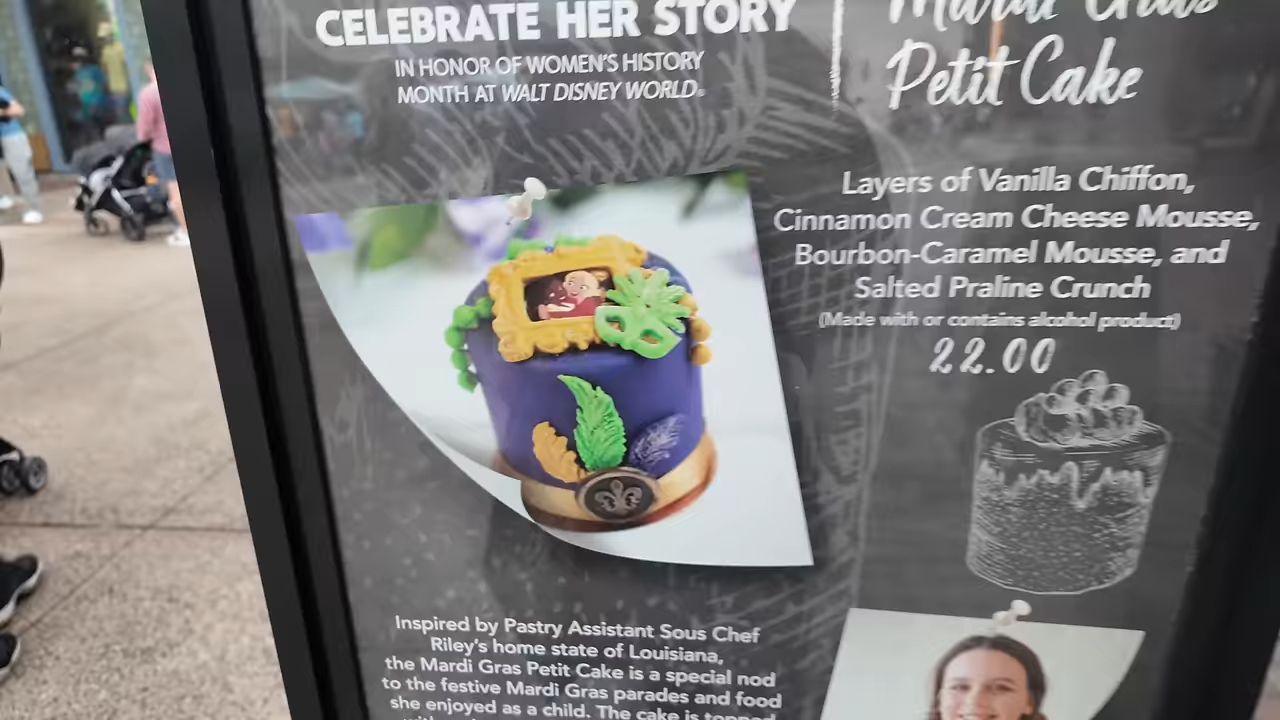 CELEBRATE HER STORY
IN HONOR OF WOMEN'S HISTORY
MONTH AT WALT DISNEY WORLD®
Mardi Gras
Petit Cake
Layers of Vanilla Chiffon,
Cinnamon Cream Cheese Mousse,
Bourbon-Caramel Mousse, and
Salted Praline Crunch
(Made with or contains alcohol product)
22.00
Inspired by Pastry Assistant Sous Chef
Riley's home state of Louisiana,
the Mardi Gras Petit Cake is a special nod
to the festive Mardi Gras parades and food
she enjoyed as a child. The cake is topped